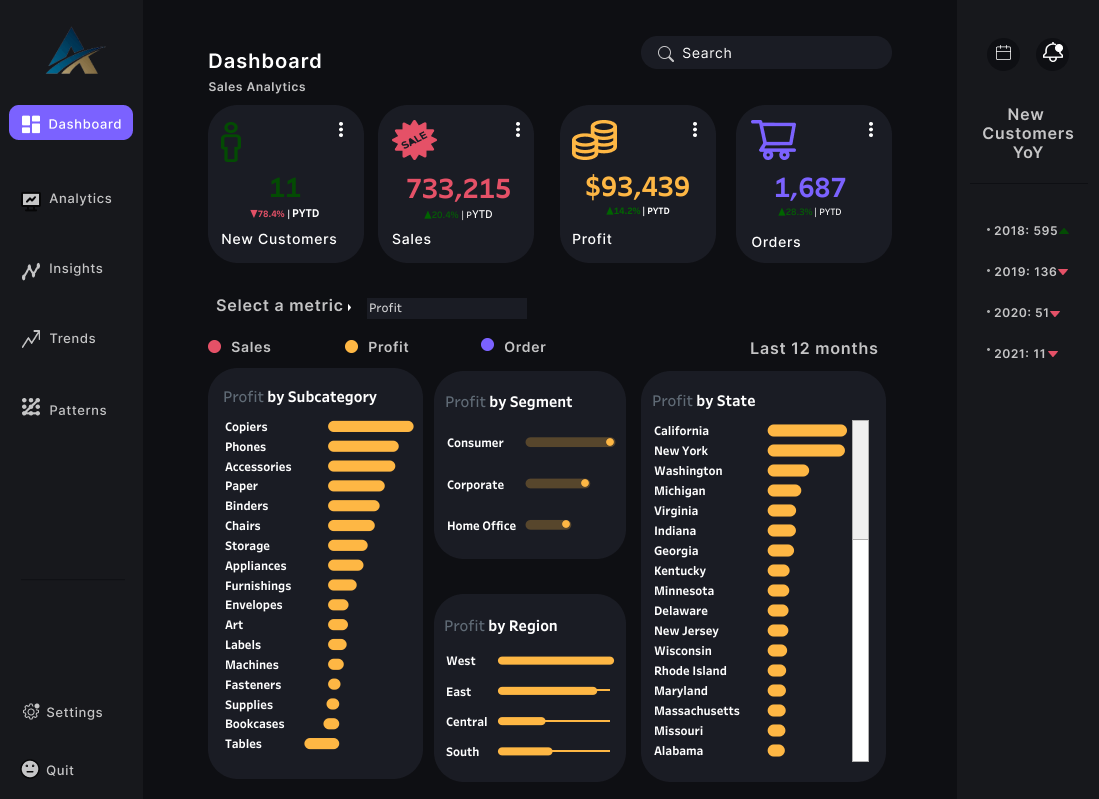 Dashboard
Analytics
Insights
Trends
Patterns
Settings
Quit
Dashboard
Sales Analytics
Search
11
▼78.4% | PYTD
New Customers
SALE
733,215
▲20.4% | PYTD
Sales
$93,439
▲14.2% | PYTD
Profit
1,687
▲28.3% | PYTD
Orders
Select a metric
Profit
Sales
Profit
Order
Last 12 months
Profit by Subcategory
Copiers
Phones
Accessories
Paper
Binders
Chairs
Storage
Appliances
Furnishings
Envelopes
Art
Labels
Machines
Fasteners
Supplies
Bookcases
Tables
Profit by Segment
Consumer
Corporate
Home Office
Profit by Region
West
East
Central
South
Profit by State
California
New York
Washington
Michigan
Virginia
Indiana
Georgia
Kentucky
Minnesota
Delaware
New Jersey
Wisconsin
Rhode Island
Maryland
Massachusetts
Missouri
Alabama
New
Customers
YoY
• 2018: 595▲
• 2019: 136▼
• 2020: 51▼
• 2021: 11▼